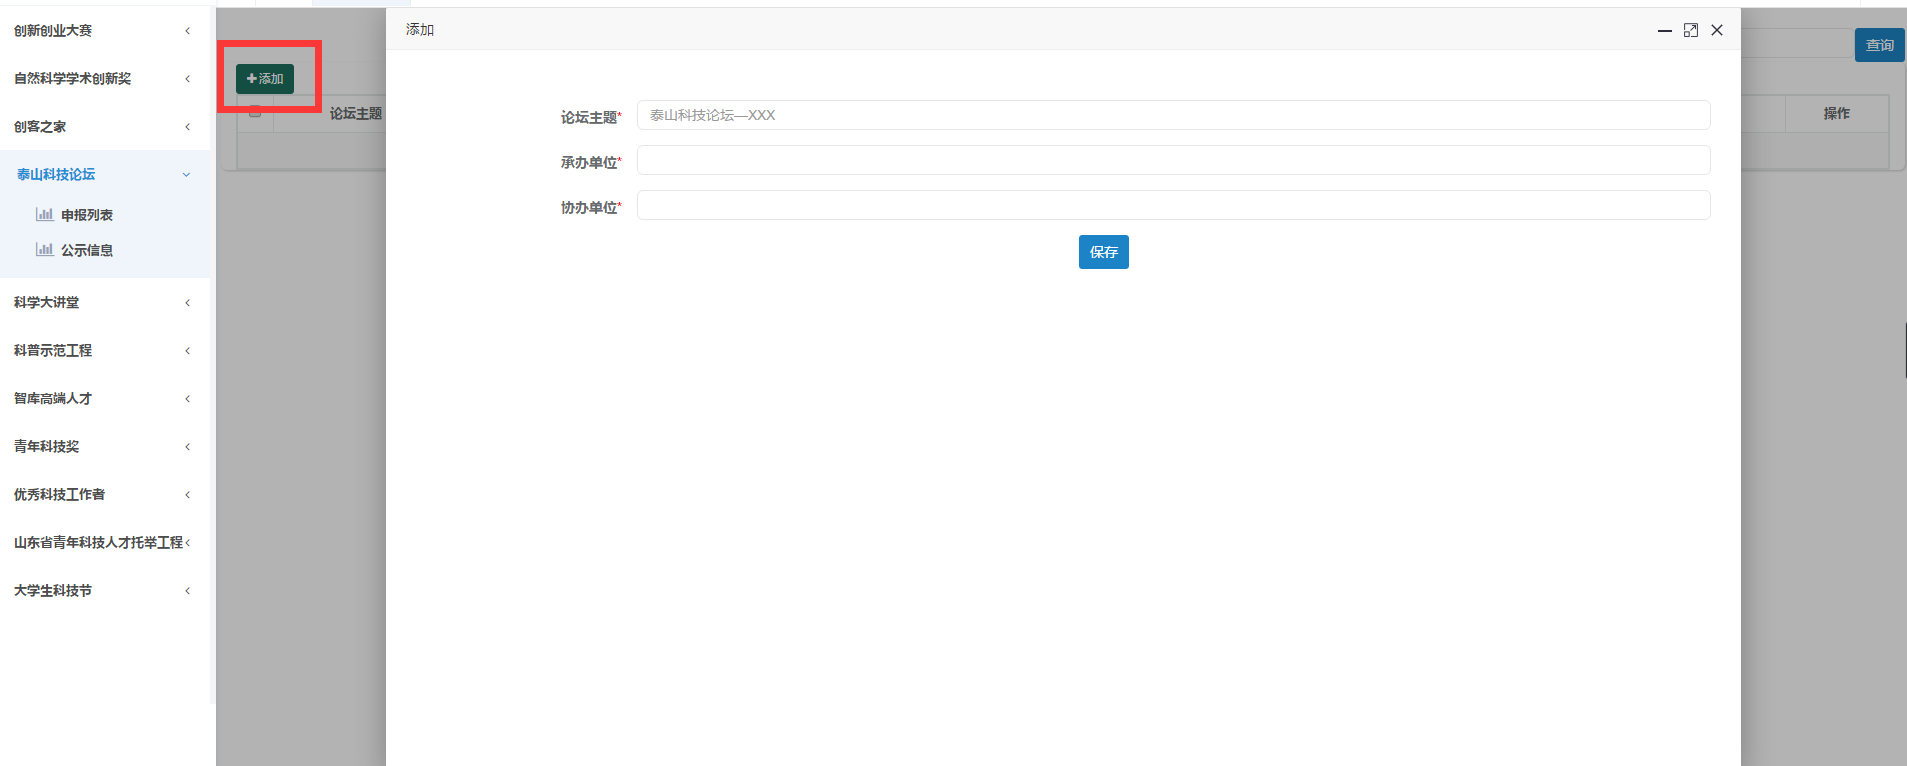 创新创业大赛
自然科学学术创新奖
创客之家
泰山科技论坛
申报列表
公示信息
科学大讲堂
科普示范工程
智库高端人才
青年科技奖
优秀科技工作者
山东省青年科技人才托举工程
大学生科技节
添加
论坛主题
添加
论坛主题*
泰山科技论坛—XXX
承办单位*
协办单位*
保存
查询
操作